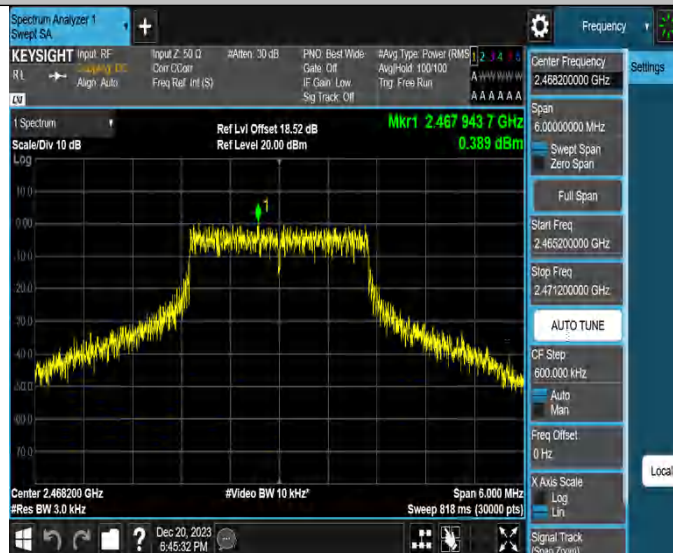 Spectrum Analyzer 1
Swept SA
+
Frequency
KEYSIGHT
Input: RF
Coupling: DC
Align: Auto
Input Z: 50 Ω
Corr CCorr
Freq Ref: Int (S)
#Atten: 30 dB
PNO: Best Wide
Gate: Off
IF Gain: Low
Sig Track: Off
#Avg Type: Power (RMS
Avg|Hold: 100/100
Trig: Free Run
1 2 3 4 5 6
A W W W W W
A A A A A A
RL
LXI
1 Spectrum
Scale/Div 10 dB
Log
Ref Lvl Offset 18.52 dB
Ref Level 20.00 dBm
Mkr1 2.467 943 7 GHz
0.389 dBm
1
10.0
0.00
-10.0
-20.0
-30.0
-40.0
-50.0
-60.0
-70.0
Center 2.468200 GHz
#Res BW 3.0 kHz
#Video BW 10 kHz*
Span 6.000 MHz
Sweep 818 ms (30000 pts)
Dec 20, 2023
6:45:32 PM
?
Center Frequency
2.468200000 GHz
Span
6.00000000 MHz
Swept Span
Zero Span
Full Span
Start Freq
2.465200000 GHz
Stop Freq
2.471200000 GHz
AUTO TUNE
CF Step
600.000 kHz
Auto
Man
Freq Offset
0 Hz
X Axis Scale
Log
Lin
Signal Track
(Span Zoom)
Settings
Local